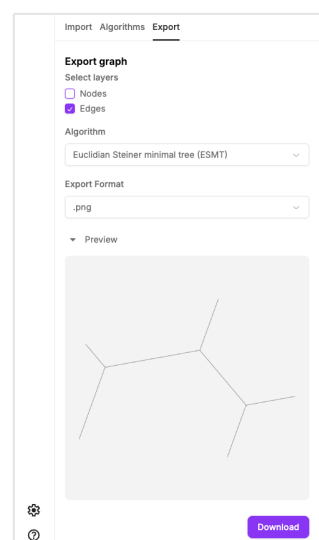 Import Algorithms Export
Export graph
Select layers
Nodes
Edges
Algorithm
Euclidian Steiner minimal tree (ESMT)
Export Format
.png
Preview
Download